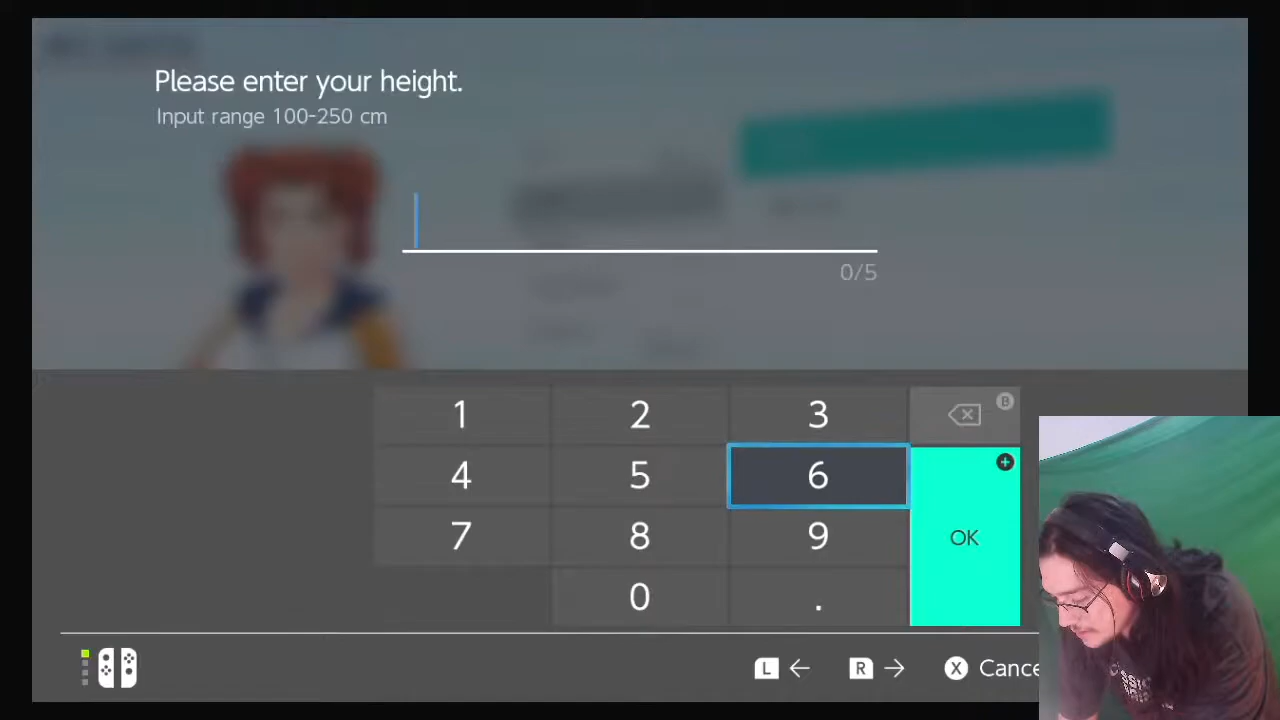 Please enter your height.
Input range 100-250 cm
0/5
1 2 3
B
4 5 6
+
7 8 9
OK
0 .
L ← R → X Cance